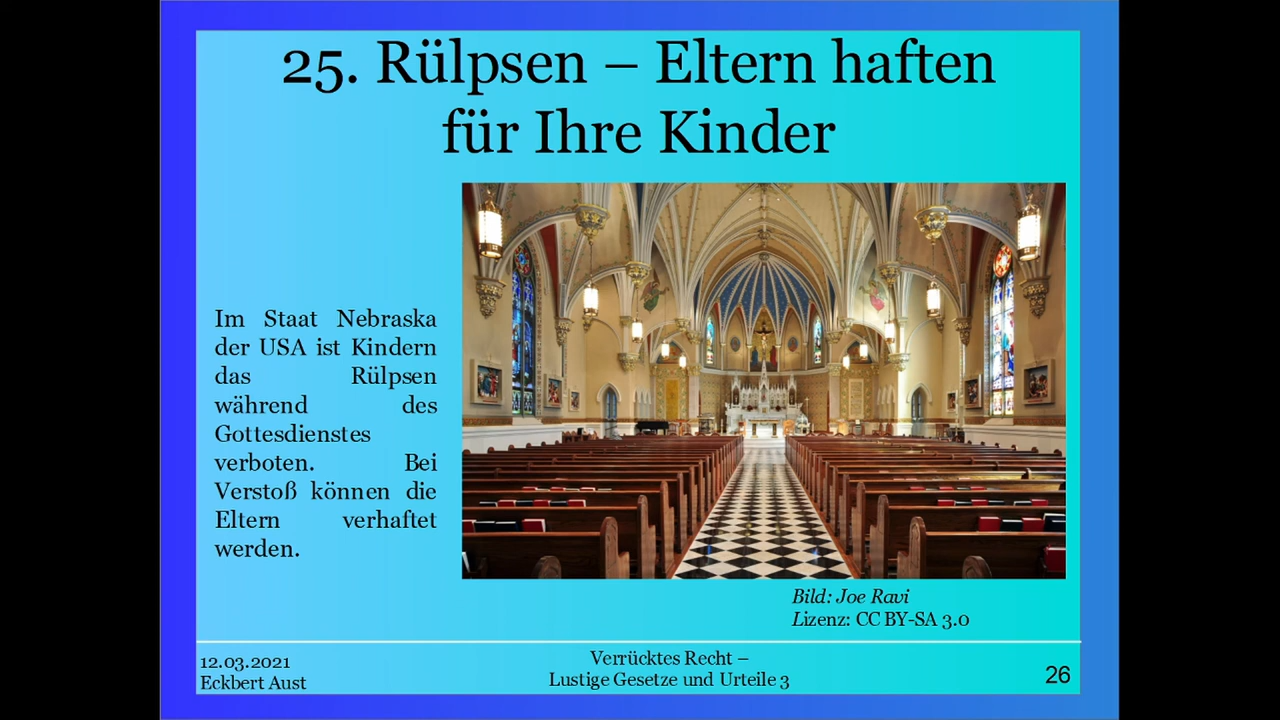 25. Rülpsen – Eltern haften
für Ihre Kinder
Im Staat Nebraska
der USA ist Kindern
das Rülpsen
während des
Gottesdienstes
verboten. Bei
Verstoß können die
Eltern verhaftet
werden.
Bild: Joe Ravi
Lizenz: CC BY-SA 3.0
12.03.2021
Eckbert Aust
Verrücktes Recht –
Lustige Gesetze und Urteile 3
26